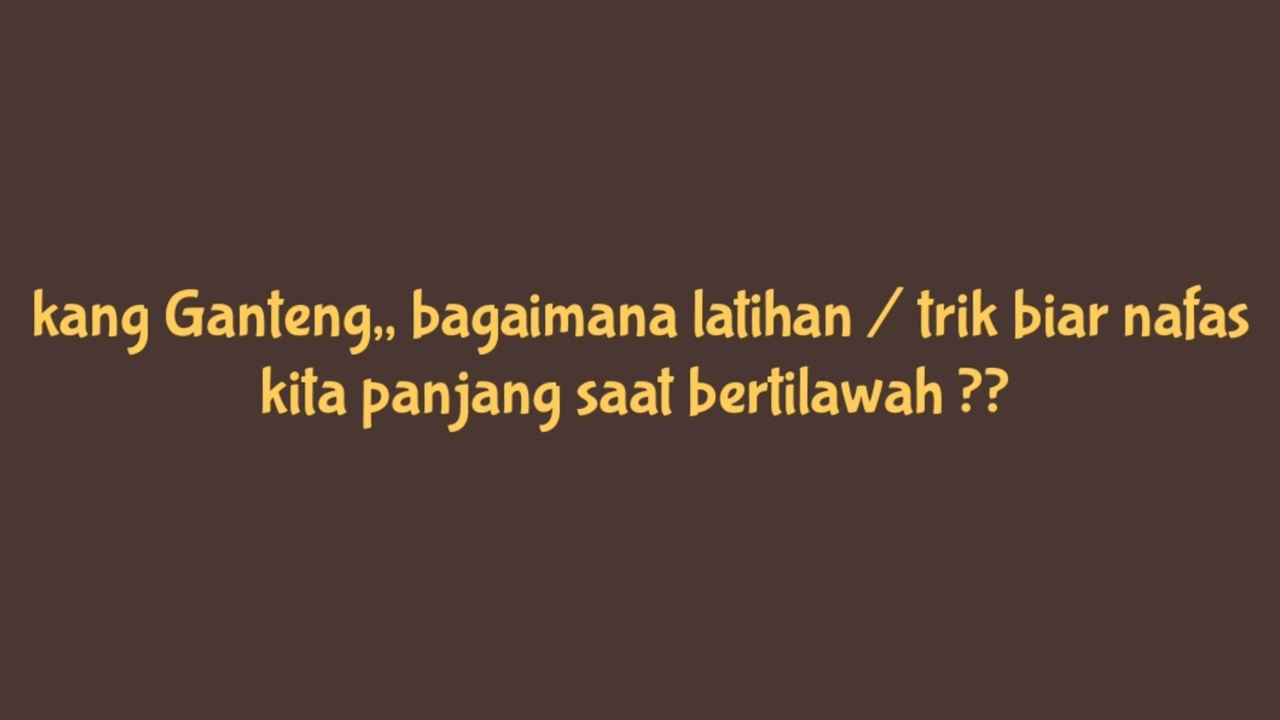 kang Ganteng,, bagaimana latihan / trik biar nafas
kita panjang saat bertilawah ??